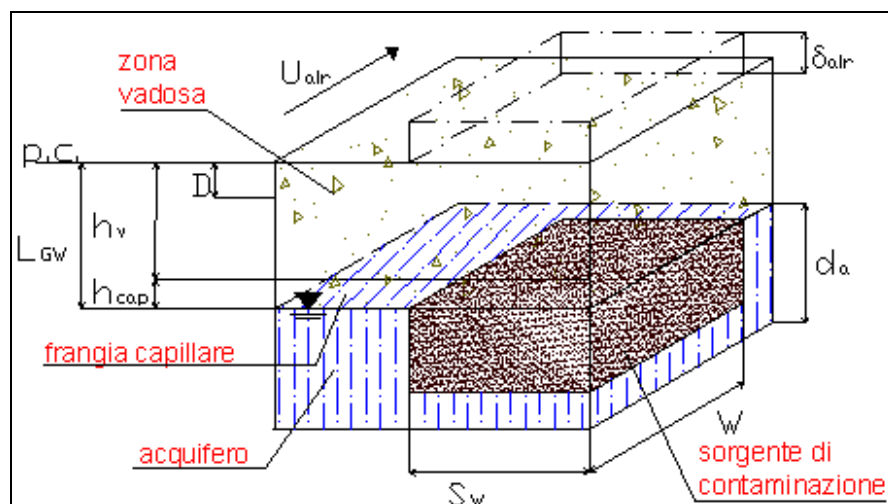 zona
vadosa
Uair
δair
p.c.
D
hv
LGW
hcap
da
frangia capillare
acquifero
W
Sw
sorgente di
contaminazione